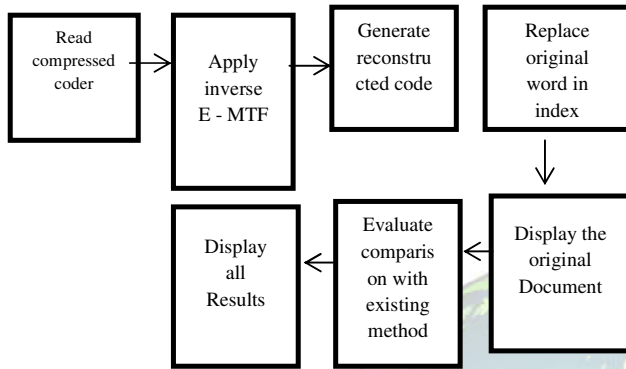 Read
compressed
coder
Apply
inverse
E - MTF
Generate
reconstru
cted code
Replace
original
word in
index
Display the
original
Document
Evaluate
comparis
on with
existing
method
Display
all
Results